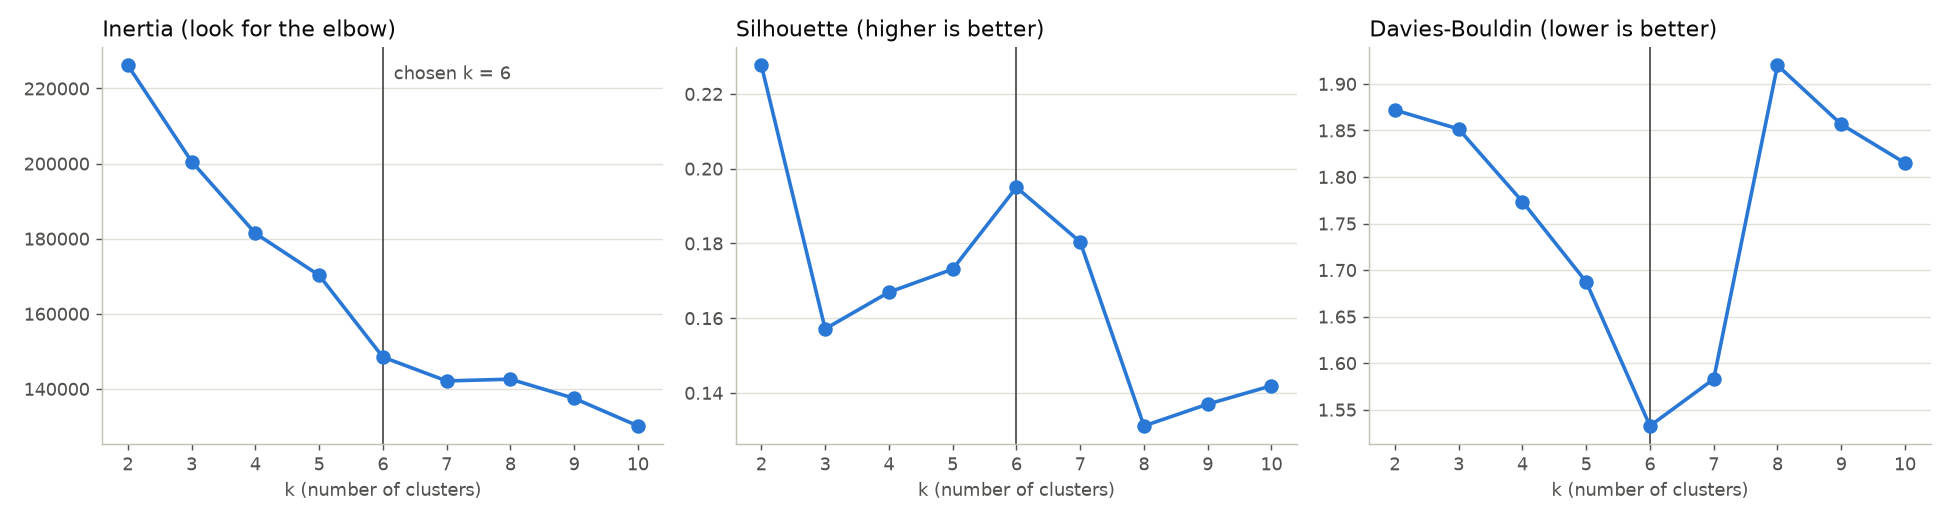 Inertia (look for the elbow)
220000
200000
180000
160000
140000
chosen k = 6
2 3 4 5 6 7 8 9 10
k (number of clusters)
Silhouette (higher is better)
0.22
0.20
0.18
0.16
0.14
2 3 4 5 6 7 8 9 10
k (number of clusters)
Davies-Bouldin (lower is better)
1.90
1.85
1.80
1.75
1.70
1.65
1.60
1.55
2 3 4 5 6 7 8 9 10
k (number of clusters)